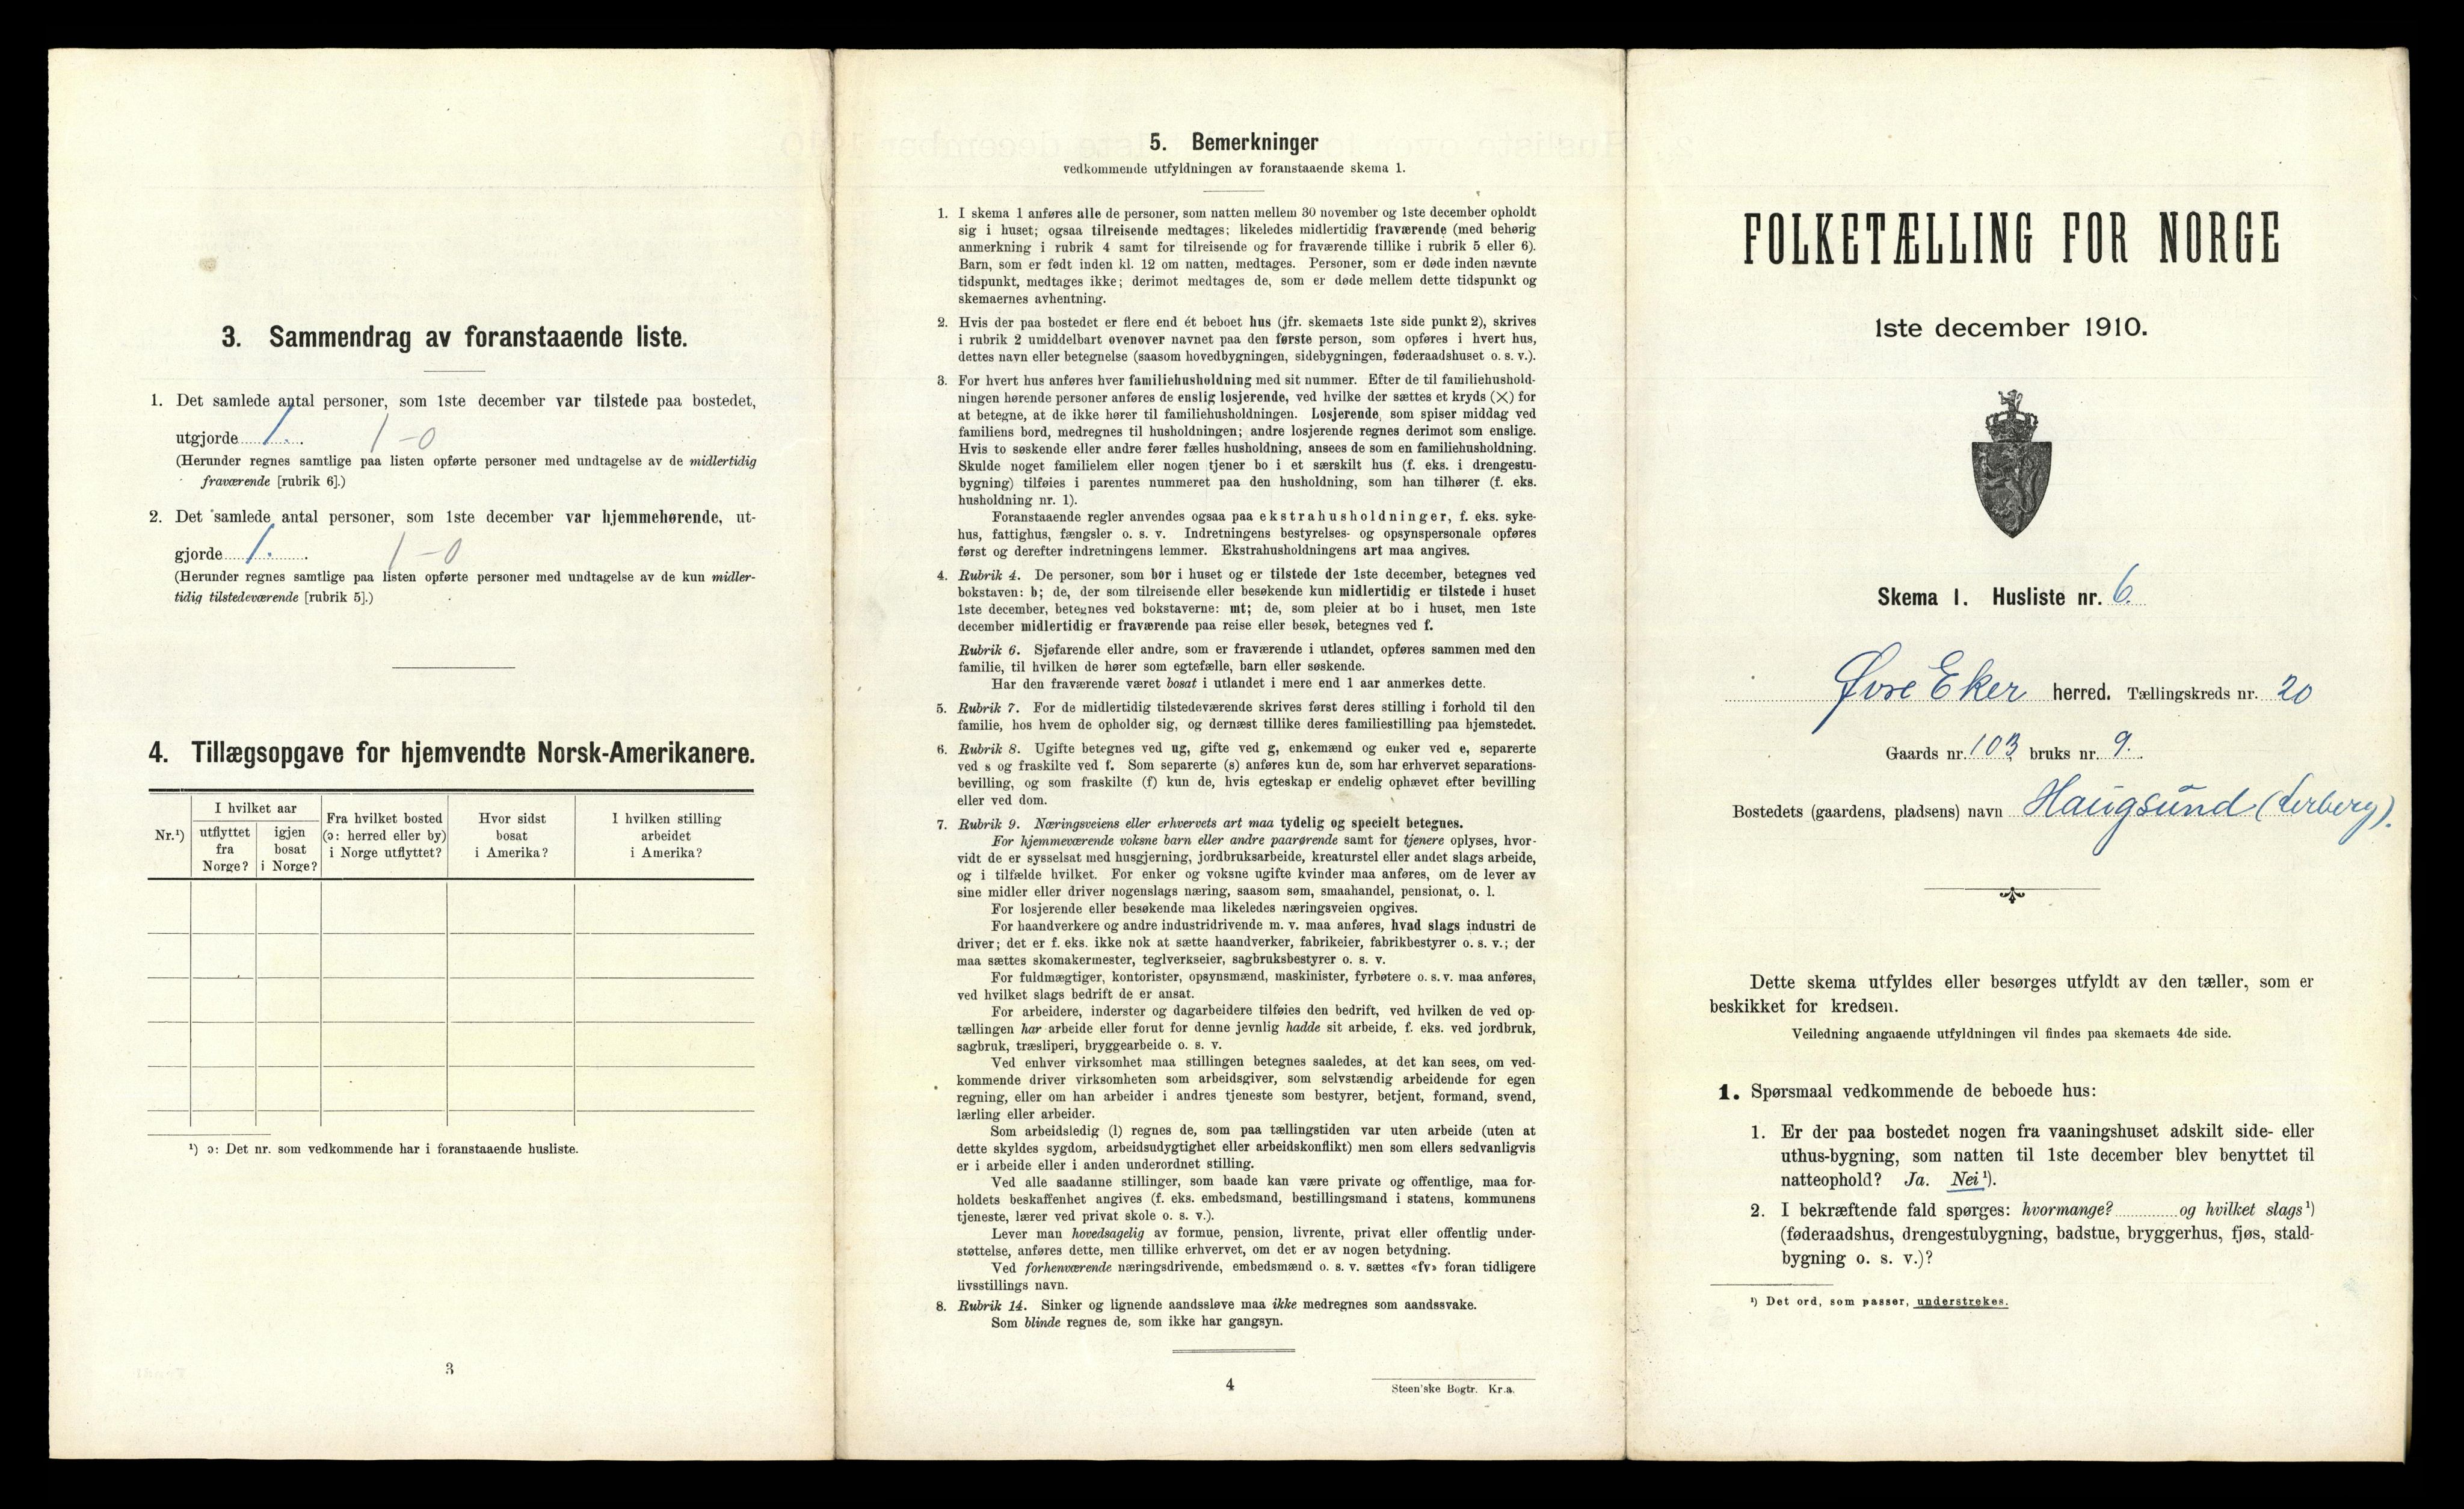 3. Sammendrag av foranstaaende liste.
1. Det samlede antal personer, som 1ste december var tilstede paa bostedet,
utgjorde 1. 1-0
(Herunder regnes samtlige paa listen opførte personer med undtagelse av de midlertidig
fraværende [rubrik 6].)
2. Det samlede antal personer, som 1ste december var hjemmehørende, ut-
gjorde 1. 1-0
(Herunder regnes samtlige paa listen opførte personer med undtagelse av de kun midler-
tidig tilstedeværende [rubrik 5].)
4. Tillægsopgave for hjemvendte Norsk-Amerikanere.
Nr.¹)
I hvilket aar
utflyttet
fra
Norge?
igjen
bosat
i Norge?
Fra hvilket bosted
(ɔ: herred eller by)
i Norge utflyttet?
Hvor sidst
bosat
i Amerika?
I hvilken stilling
arbeidet
i Amerika?
¹) ɔ: Det nr. som vedkommende har i foranstaaende husliste.
3
5. Bemerkninger
vedkommende utfyldningen av foranstaaende skema 1.
1. I skema 1 anføres alle de personer, som natten mellem 30 november og 1ste december opholdt
sig i huset; ogsaa tilreisende medtages; likeledes midlertidig fraværende (med behørig
anmerkning i rubrik 4 samt for tilreisende og for fraværende tillike i rubrik 5 eller 6).
Barn, som er født inden kl. 12 om natten, medtages. Personer, som er døde inden nævnte
tidspunkt, medtages ikke; derimot medtages de, som er døde mellem dette tidspunkt og
skemaernes avhentning.
2. Hvis der paa bostedet er flere end ét beboet hus (jfr. skemaets 1ste side punkt 2), skrives
i rubrik 2 umiddelbart ovenover navnet paa den første person, som opføres i hvert hus,
dettes navn eller betegnelse (saasom hovedbygningen, sidebygningen, føderaadshuset o. s. v.).
3. For hvert hus anføres hver familiehusholdning med sit nummer. Efter de til familiehushold-
ningen hørende personer anføres de enslig losjerende, ved hvilke der sættes et kryds (×) for
at betegne, at de ikke hører til familiehusholdningen. Losjerende, som spiser middag ved
familiens bord, medregnes til husholdningen; andre losjerende regnes derimot som enslige.
Hvis to søskende eller andre fører fælles husholdning, ansees de som en familiehusholdning.
Skulde noget familielem eller nogen tjener bo i et særskilt hus (f. eks. i drengestu-
bygning) tilføies i parentes nummeret paa den husholdning, som han tilhører (f. eks.
husholdning nr. 1).
Foranstaaende regler anvendes ogsaa paa ekstrahusholdninger, f. eks. syke-
hus, fattighus, fængsler o. s. v. Indretningens bestyrelses- og opsynspersonale opføres
først og derefter indretningens lemmer. Ekstrahusholdningens art maa angives.
4. Rubrik 4. De personer, som bor i huset og er tilstede der 1ste december, betegnes ved
bokstaven: b; de, der som tilreisende eller besøkende kun midlertidig er tilstede i huset
1ste december, betegnes ved bokstaverne: mt; de, som pleier at bo i huset, men 1ste
december midlertidig er fraværende paa reise eller besøk, betegnes ved f.
Rubrik 6. Sjøfarende eller andre, som er fraværende i utlandet, opføres sammen med den
familie, til hvilken de hører som egtefælle, barn eller søskende.
Har den fraværende været bosat i utlandet i mere end 1 aar anmerkes dette.
5. Rubrik 7. For de midlertidig tilstedeværende skrives først deres stilling i forhold til den
familie, hos hvem de opholder sig, og dernæst tillike deres familiestilling paa hjemstedet.
6. Rubrik 8. Ugifte betegnes ved ug, gifte ved g, enkemænd og enker ved e, separerte
ved s og fraskilte ved f. Som separerte (s) anføres kun de, som har erhvervet separations-
bevilling, og som fraskilte (f) kun de, hvis egteskap er endelig ophævet efter bevilling
eller ved dom.
7. Rubrik 9. Næringsveiens eller erhvervets art maa tydelig og specielt betegnes.
For hjemmeværende voksne barn eller andre paarørende samt for tjenere oplyses, hvor-
vidt de er sysselsat med husgjerning, jordbruksarbeide, kreaturstel eller andet slags arbeide,
og i tilfælde hvilket. For enker og voksne ugifte kvinder maa anføres, om de lever av
sine midler eller driver nogenslags næring, saasom søm, smaahandel, pensionat, o. l.
For losjerende eller besøkende maa likeledes næringsveien opgives.
For haandverkere og andre industridrivende m. v. maa anføres, hvad slags industri de
driver; det er f. eks. ikke nok at sætte haandverker, fabrikeier, fabrikbestyrer o. s. v.; der
maa sættes skomakermester, teglverkseier, sagbruksbestyrer o. s. v.
For fuldmægtiger, kontorister, opsynsmænd, maskinister, fyrbøtere o. s. v. maa anføres,
ved hvilket slags bedrift de er ansat.
For arbeidere, inderster og dagarbeidere tilføies den bedrift, ved hvilken de ved op-
tællingen har arbeide eller forut for denne jevnlig hadde sit arbeide, f. eks. ved jordbruk,
sagbruk, træsliperi, bryggearbeide o. s. v.
Ved enhver virksomhet maa stillingen betegnes saaledes, at det kan sees, om ved-
kommende driver virksomheten som arbeidsgiver, som selvstændig arbeidende for egen
regning, eller om han arbeider i andres tjeneste som bestyrer, betjent, formand, svend,
lærling eller arbeider.
Som arbeidsledig (l) regnes de, som paa tællingstiden var uten arbeide (uten at
dette skyldes sygdom, arbeidsudygtighet eller arbeidskonflikt) men som ellers sedvanligvis
er i arbeide eller i anden underordnet stilling.
Ved alle saadanne stillinger, som baade kan være private og offentlige, maa for-
holdets beskaffenhet angives (f. eks. embedsmand, bestillingsmand i statens, kommunens
tjeneste, lærer ved privat skole o. s. v.).
Lever man hovedsagelig av formue, pension, livrente, privat eller offentlig under-
støttelse, anføres dette, men tillike erhvervet, om det er av nogen betydning.
Ved forhenværende næringsdrivende, embedsmænd o. s. v. sættes «fv» foran tidligere
livsstillings navn.
8. Rubrik 14. Sinker og lignende aandssløve maa ikke medregnes som aandssvake.
Som blinde regnes de, som ikke har gangsyn.
4
Steen'ske Bogtr. Kr.a.
FOLKETÆLLING FOR NORGE
1ste december 1910.
Skema 1. Husliste nr. 6.
Øvre Eker herred. Tællingskreds nr. 20
Gaards nr. 103, bruks nr. 9.
Bostedets (gaardens, pladsens) navn Haugsund (Lerberg).
Dette skema utfyldes eller besørges utfyldt av den tæller, som er
beskikket for kredsen.
Veiledning angaaende utfyldningen vil findes paa skemaets 4de side.
1. Spørsmaal vedkommende de beboede hus:
1. Er der paa bostedet nogen fra vaaningshuset adskilt side- eller
uthus-bygning, som natten til 1ste december blev benyttet til
natteophold? Ja. Nei ¹).
2. I bekræftende fald spørges: hvormange? og hvilket slags ¹)
(føderaadshus, drengestubygning, badstue, bryggerhus, fjøs, stald-
bygning o. s. v.)?
¹) Det ord, som passer, understrekes.